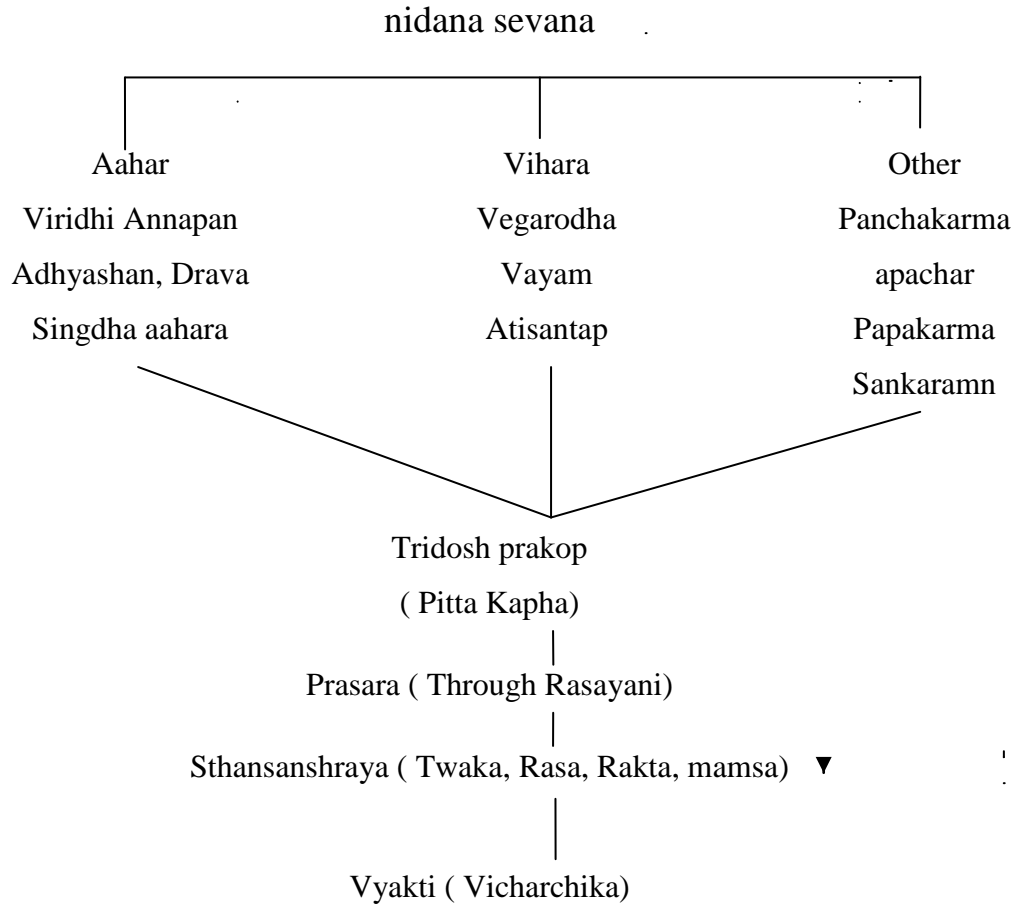 nidana sevana
Aahar
Viridhi Annapan
Adhyashan, Drava
Singdha aahara
Vihara
Vegarodha
Vayam
Atisantap
Other
Panchakarma
apachar
Papakarma
Sankaramn
Tridosh prakop
( Pitta Kapha)
Prasara ( Through Rasayani)
Sthansanshraya ( Twaka, Rasa, Rakta, mamsa)
Vyakti ( Vicharchika)